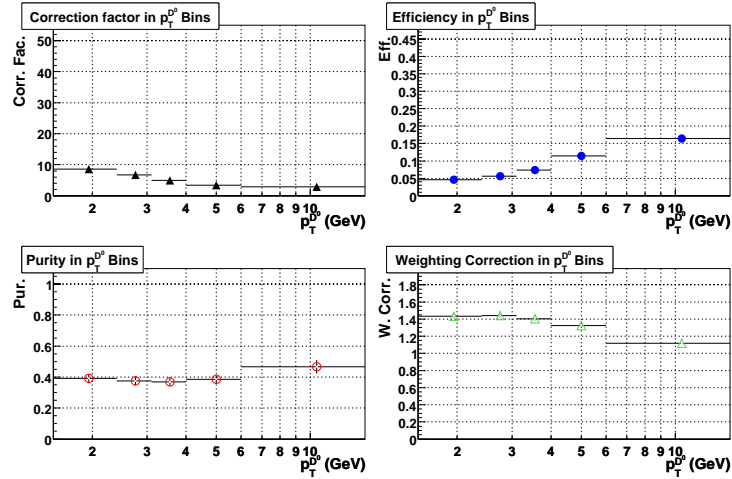 Correction factor in p_T^{D^0} Bins
Corr. Fac.
50
40
30
20
10
0
2 3 4 5 6 7 8 9 10
p_T^{D^0} (GeV)
Efficiency in p_T^{D^0} Bins
Eff.
0.45
0.4
0.35
0.3
0.25
0.2
0.15
0.1
0.05
0
2 3 4 5 6 7 8 9 10
p_T^{D^0} (GeV)
Purity in p_T^{D^0} Bins
Pur.
1
0.8
0.6
0.4
0.2
0
2 3 4 5 6 7 8 9 10
p_T^{D^0} (GeV)
Weighting Correction in p_T^{D^0} Bins
W. Corr.
1.8
1.6
1.4
1.2
1
0.8
0.6
0.4
0.2
0
2 3 4 5 6 7 8 9 10
p_T^{D^0} (GeV)